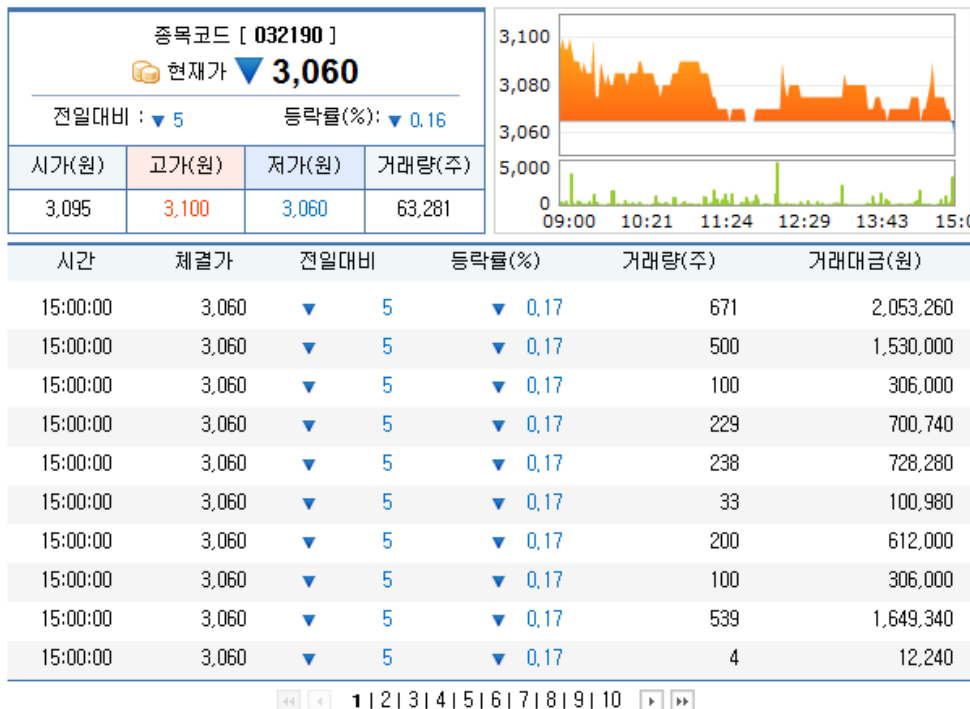 종목코드 [ 032190 ]
현재가 ▼ 3,060
전일대비 : ▼ 5 등락률(%): ▼ 0.16
시가(원) 고가(원) 저가(원) 거래량(주)
3,095 3,100 3,060 63,281
3,100
3,080
3,060
5,000
0
09:00 10:21 11:24 12:29 13:43 15:0
시간 체결가 전일대비 등락률(%) 거래량(주) 거래대금(원)
15:00:00 3,060 ▼ 5 ▼ 0.17 671 2,053,260
15:00:00 3,060 ▼ 5 ▼ 0.17 500 1,530,000
15:00:00 3,060 ▼ 5 ▼ 0.17 100 306,000
15:00:00 3,060 ▼ 5 ▼ 0.17 229 700,740
15:00:00 3,060 ▼ 5 ▼ 0.17 238 728,280
15:00:00 3,060 ▼ 5 ▼ 0.17 33 100,980
15:00:00 3,060 ▼ 5 ▼ 0.17 200 612,000
15:00:00 3,060 ▼ 5 ▼ 0.17 100 306,000
15:00:00 3,060 ▼ 5 ▼ 0.17 539 1,649,340
15:00:00 3,060 ▼ 5 ▼ 0.17 4 12,240
1 | 2 | 3 | 4 | 5 | 6 | 7 | 8 | 9 | 10